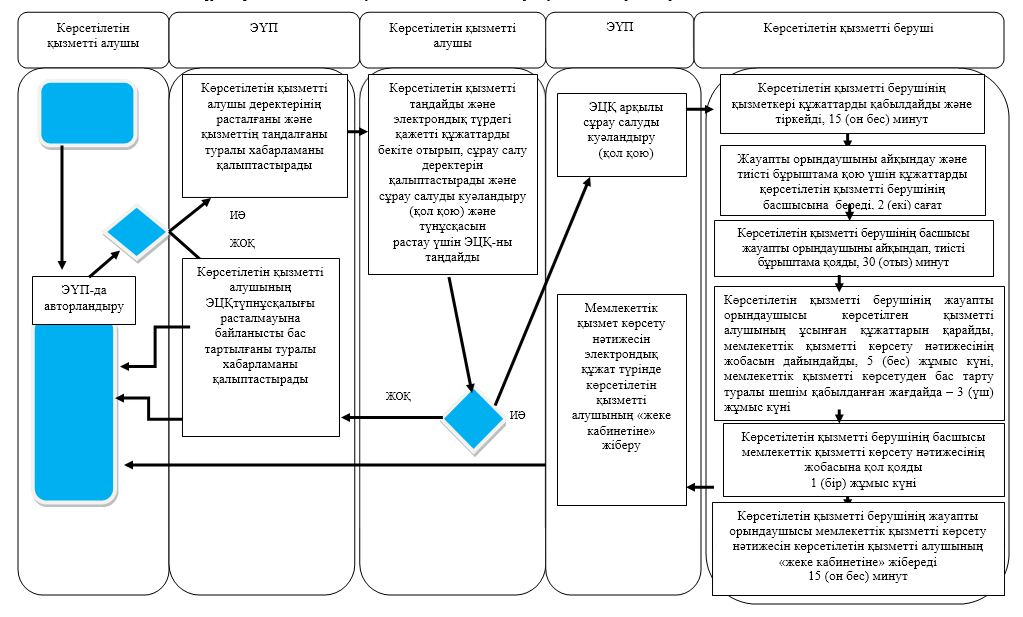 Көрсетілетін
қызметті алушы
ЭҮП
Көрсетілетін қызметті
алушы
ЭҮП
Көрсетілетін қызметті беруші
ЭҮП-да
авторландыру
Көрсетілетін қызметті
алушы деректерінің
расталғаны және
қызметтің таңдалғаны
туралы хабарламаны
қалыптастырады
ИӘ
ЖОҚ
Көрсетілетін қызметті
алушының
ЭЦҚтүпнұсқалығы
расталмауына
байланысты бас
тартылғаны туралы
хабарламаны
қалыптастырады
Көрсетілетін қызметті
таңдайды және
электрондық түрдегі
қажетті құжаттарды
бекіте отырып, сұрау салу
деректерін
қалыптастырады және
сұрау салуды куәландыру
(қол қою) және
түнұсқасын
растау үшін ЭЦҚ-ны
таңдайды
ЖОҚ
ИӘ
ЭЦҚ арқылы
сұрау салуды
куәландыру
(қол қою)
Мемлекеттік
қызмет көрсету
нәтижесін
электрондық
құжат түрінде
көрсетілетін
қызметті
алушының «жеке
кабинетіне»
жіберу
Көрсетілетін қызметті берушінің
қызметкері құжаттарды қабылдайды және
тіркейді, 15 (он бес) минут
Жауапты орындаушыны айқындау және
тиісті бұрыштама қою үшін құжаттарды
көрсетілетін қызметті берушінің
басшысына береді, 2 (екі) сағат
Көрсетілетін қызметті берушінің басшысы
жауапты орындаушыны айқындап, тиісті
бұрыштама қояды, 30 (отыз) минут
Көрсетілетін қызметті берушінің жауапты
орындаушысы көрсетілген қызметті
алушының ұсынған құжаттарын қарайды,
мемлекеттік қызметті көрсету нәтижесінің
жобасын дайындайды, 5 (бес) жұмыс күні,
мемлекеттік қызметті көрсетуден бас тарту
туралы шешім қабылданған жағдайда – 3 (үш)
жұмыс күні
Көрсетілетін қызметті берушінің басшысы
мемлекеттік қызметті көрсету нәтижесінің
жобасына қол қояды
1 (бір) жұмыс күні
Көрсетілетін қызметті берушінің жауапты
орындаушысы мемлекеттік қызметті көрсету
нәтижесін көрсетілетін қызметті алушының
«жеке кабинетіне» жібереді
15 (он бес) минут